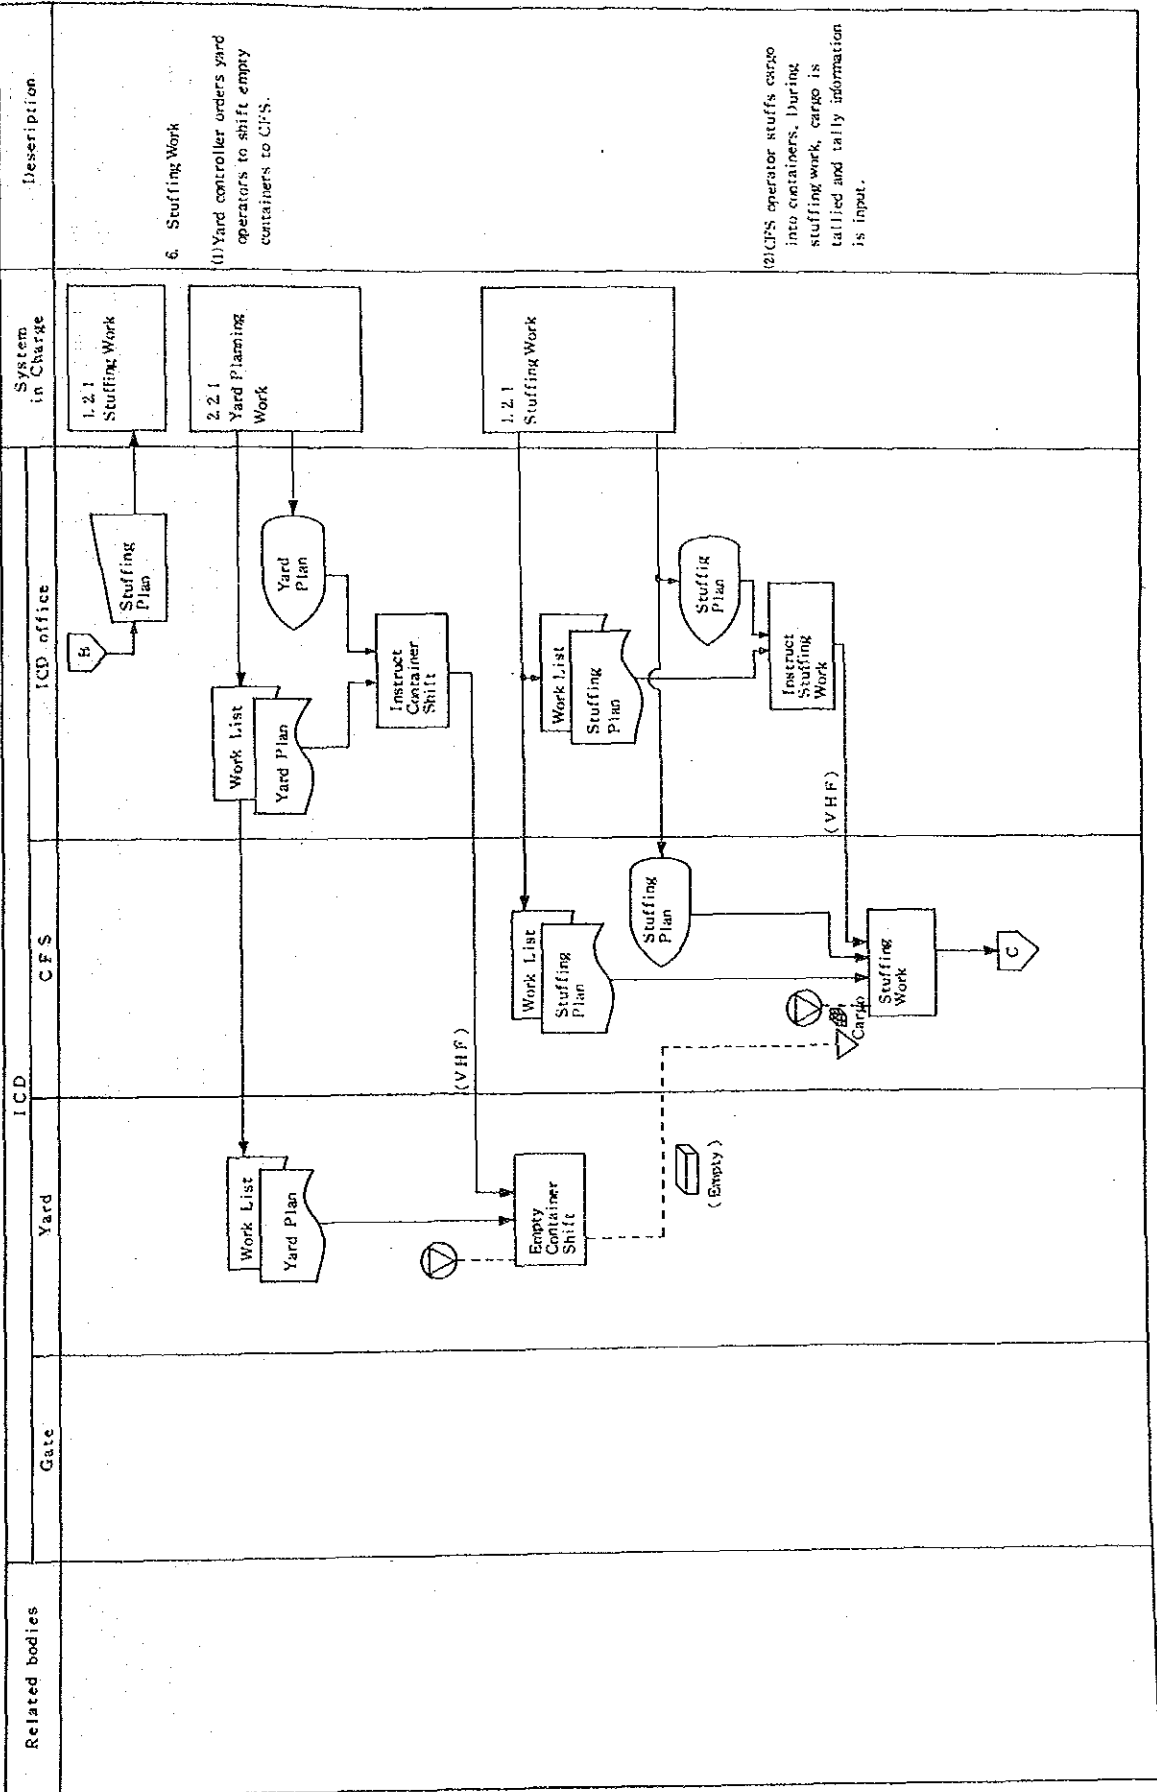 Related bodies
ICD
Gate
Yard
CFS
ICD office
System
in Charge
Description
B
Stuffing
Plan
1. 2. 1
Stuffing Work
6. Stuffing Work
(1) Yard controller orders yard
operators to shift empty
containers to CFS.
2. 2. 1
Yard Planning
Work
Work List
Yard Plan
Work List
Yard Plan
Yard
Plan
Instruct
Container
Shift
(VHF)
Empty
Container
Shift
(Empty)
1. 2. 1
Stuffing Work
Work List
Stuffing
Plan
Work List
Stuffing
Plan
Stuffing
Plan
Stuffig
Plan
Instruct
Stuffing
Work
(VHF)
(2) CFS operator stuffs cargo
into containers. During
stuffing work, cargo is
tallied and tally information
is input.
Cargo
Stuffing
Work
C